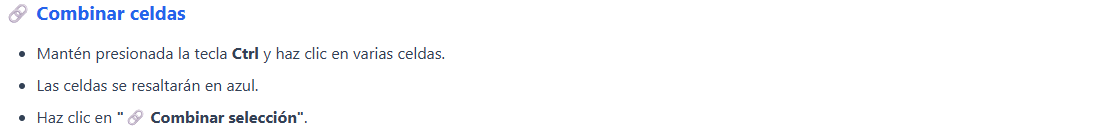 🔗 Combinar celdas
• Mantén presionada la tecla Ctrl y haz clic en varias celdas.
• Las celdas se resaltarán en azul.
• Haz clic en "🔗 Combinar selección".